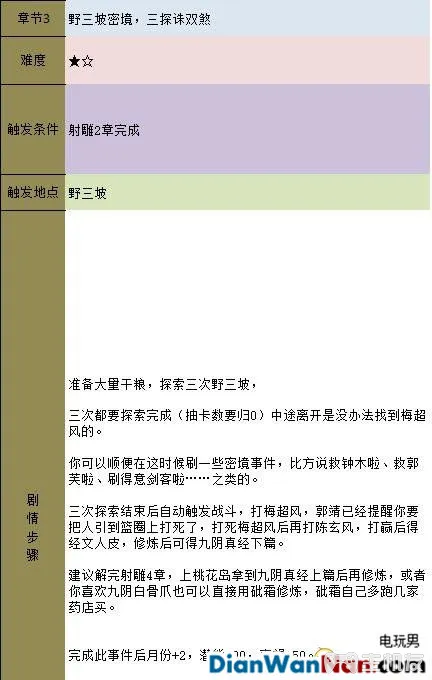 章节3
野三坡密境，三探诛双煞
难度
★☆
触发条件
射雕2章完成
触发地点
野三坡
剧情步骤
准备大量干粮，探索三次野三坡，
三次都要探索完成（抽卡数要归0）中途离开是没办法找到梅超
风的。
你可以顺便在这时候刷一些密境事件，比方说救钟木啦、救郭
芙啦、刷得意剑客啦……之类的。
三次探索结束后自动触发战斗，打梅超风，郭靖已经提醒你要
把人引到篮圈上打死了，打死梅超风后再打陈玄风，打赢后得
经文人皮，修炼后可得九阴真经下篇。
建议解完射雕4章，上桃花岛拿到九阴真经上篇后再修炼，或者
你喜欢九阴白骨爪也可以直接用砒霜修炼，砒霜自己多跑几家
药店买。
完成此事件后月份+2，潜能
电玩男
DianWanNan.com